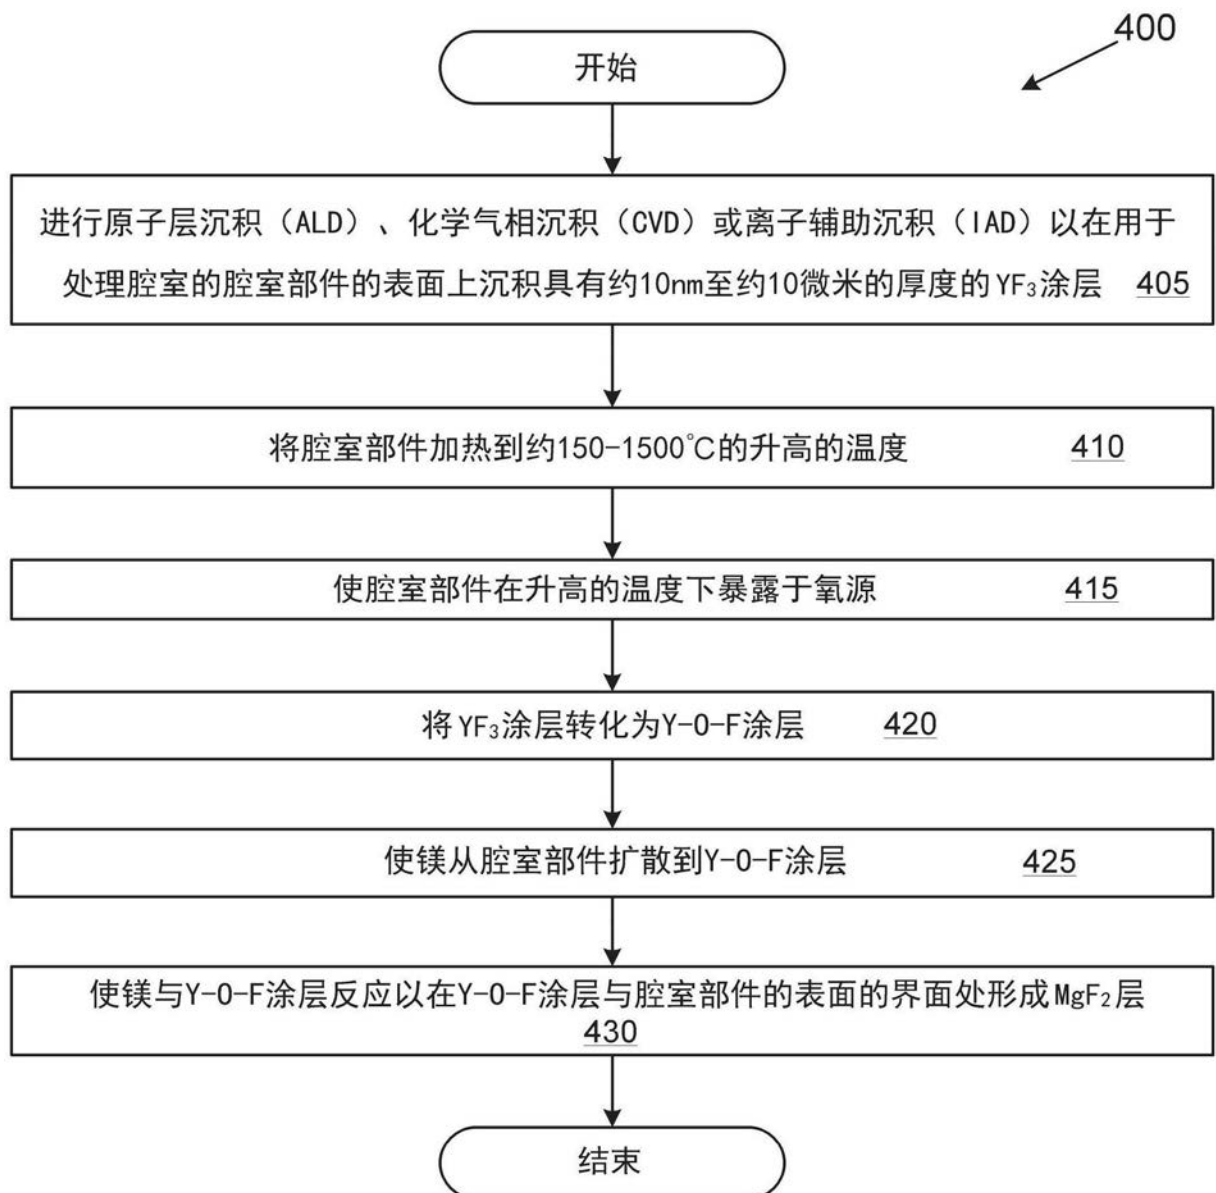 400
开始
进行原子层沉积（ALD）、化学气相沉积（CVD）或离子辅助沉积（IAD）以在用于
处理腔室的腔室部件的表面上沉积具有约10nm至约10微米的厚度的YF₃涂层 405
将腔室部件加热到约150-1500℃的升高的温度 410
使腔室部件在升高的温度下暴露于氧源 415
将YF₃涂层转化为Y-O-F涂层 420
使镁从腔室部件扩散到Y-O-F涂层 425
使镁与Y-O-F涂层反应以在Y-O-F涂层与腔室部件的表面的界面处形成MgF₂层
430
结束